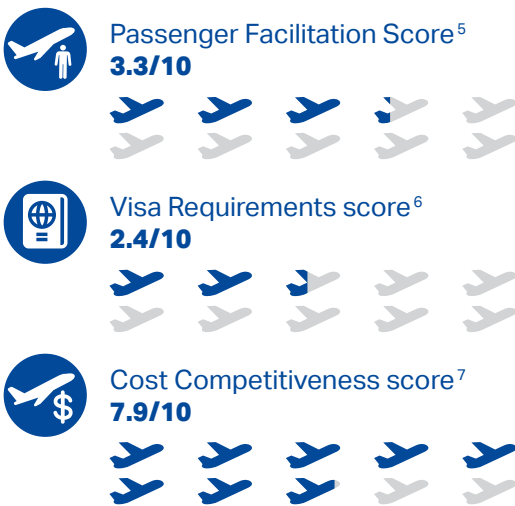 Passenger Facilitation Score⁵
3.3/10
Visa Requirements score⁶
2.4/10
Cost Competitiveness score⁷
7.9/10
$